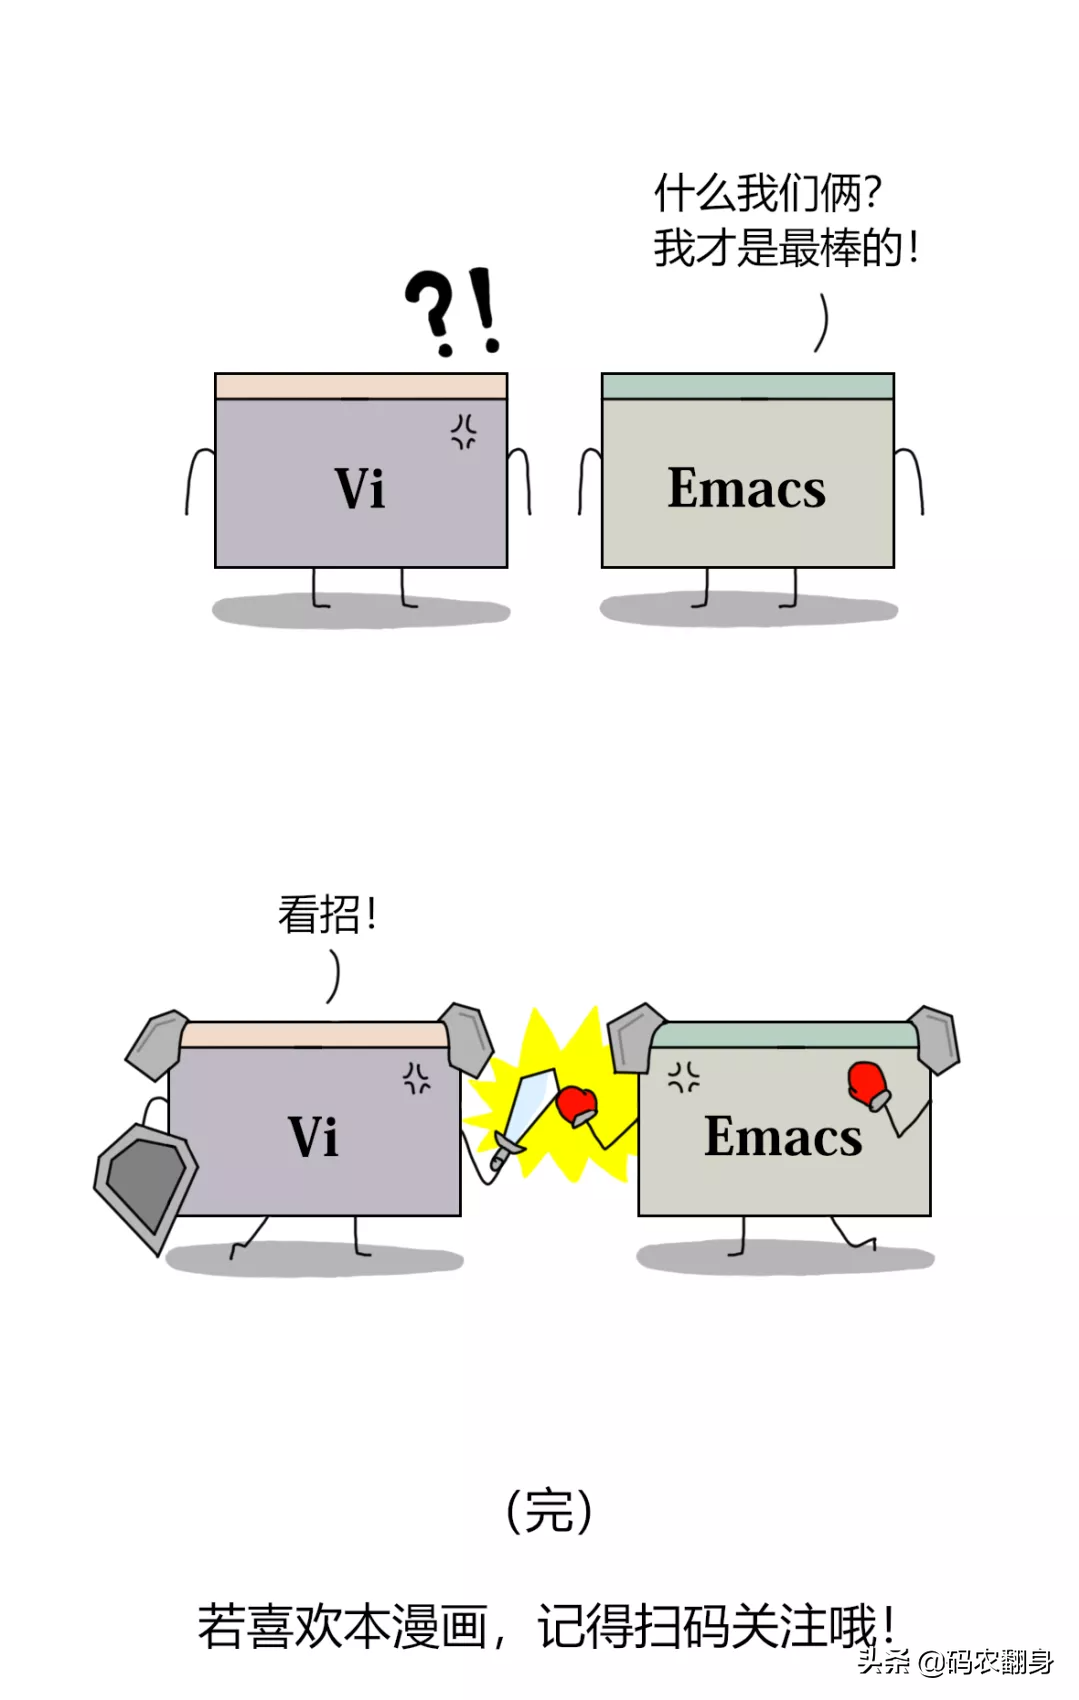 什么我们俩？
我才是最棒的！
?!
Vi
Emacs
看招！
Vi
Emacs
（完）
若喜欢本漫画，记得扫码关注哦！
头条 @码农翻身